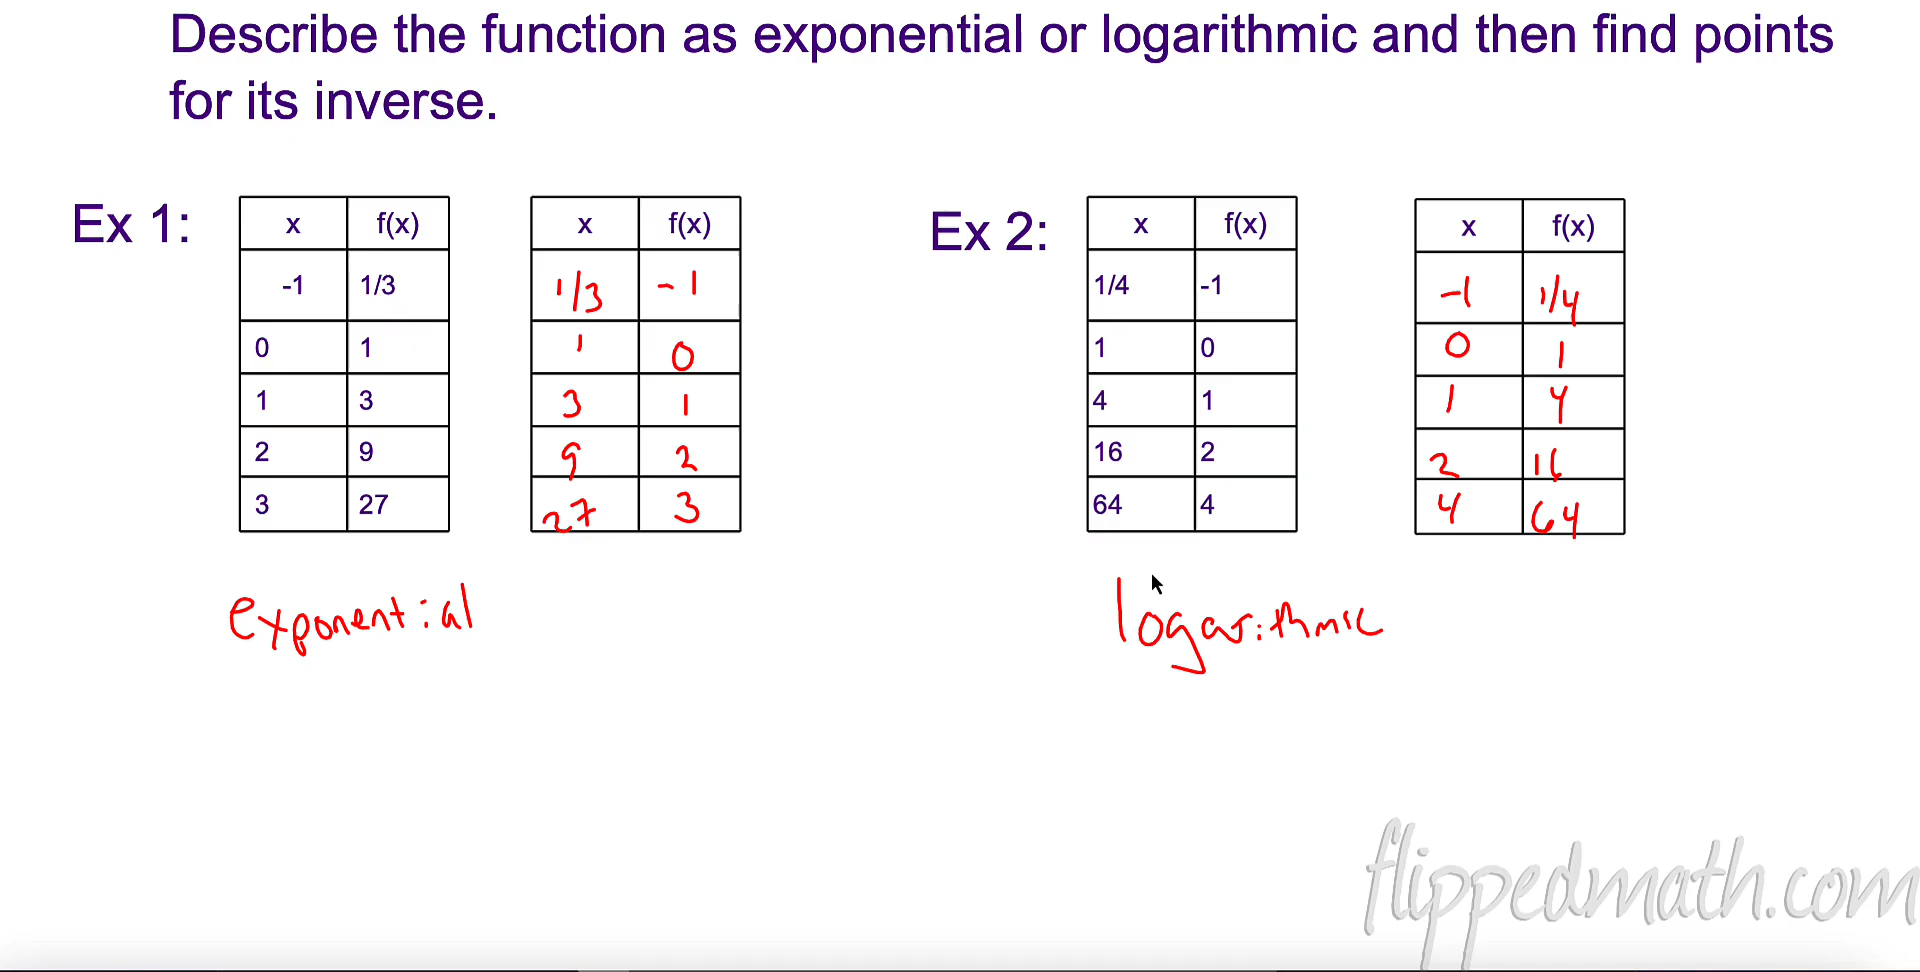 Describe the function as exponential or logarithmic and then find points
for its inverse.
Ex 1:
x f(x)
-1 1/3
0 1
1 3
2 9
3 27
x f(x)
1/3 -1
1 0
3 1
9 2
27 3
exponential
Ex 2:
x f(x)
1/4 -1
1 0
4 1
16 2
64 4
x f(x)
-1 1/4
0 1
1 4
2 16
4 64
logarithmic
flippedmath.com